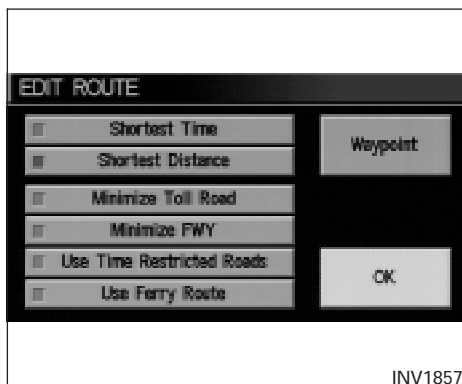 EDIT ROUTE
Shortest Time
Waypoint
Shortest Distance
Minimize Toll Road
Minimize FWY
Use Time Restricted Roads
OK
Use Ferry Route
INV1857